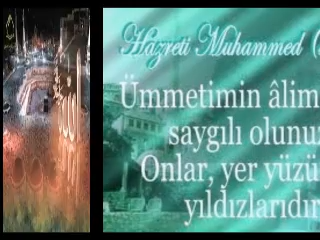 Hazreti Muhammed (
Ümmetimin âlim
saygılı olunuz
Onlar, yer yüzü
yıldızlarıdır